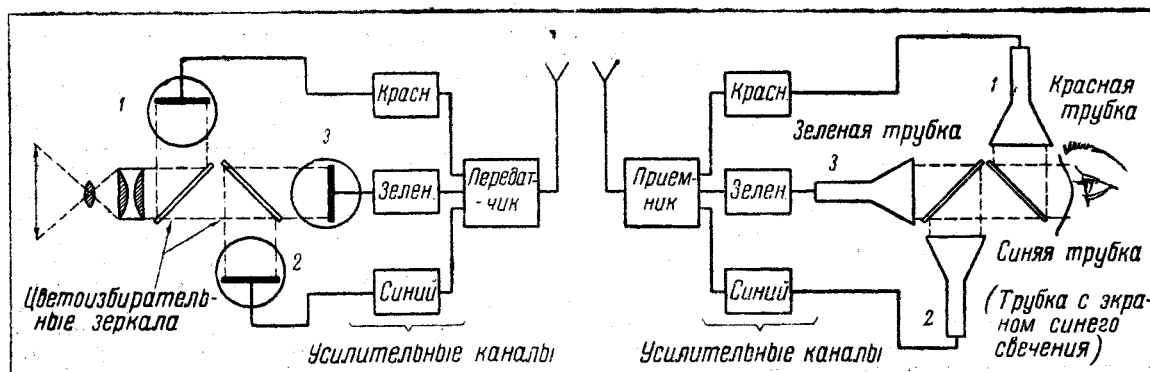 1
Красн
3
Зелен.
Передат-
-чик
2
Синий
Цветоизбиратель-
ные зеркала
Усилительные каналы
Красн.
1
Красная
трубка
Зеленая трубка
3
Прием-
ник
Зелен.
Синяя трубка
Синий
2
(Трубка с экра-
ном синего
свечения)
Усилительные каналы